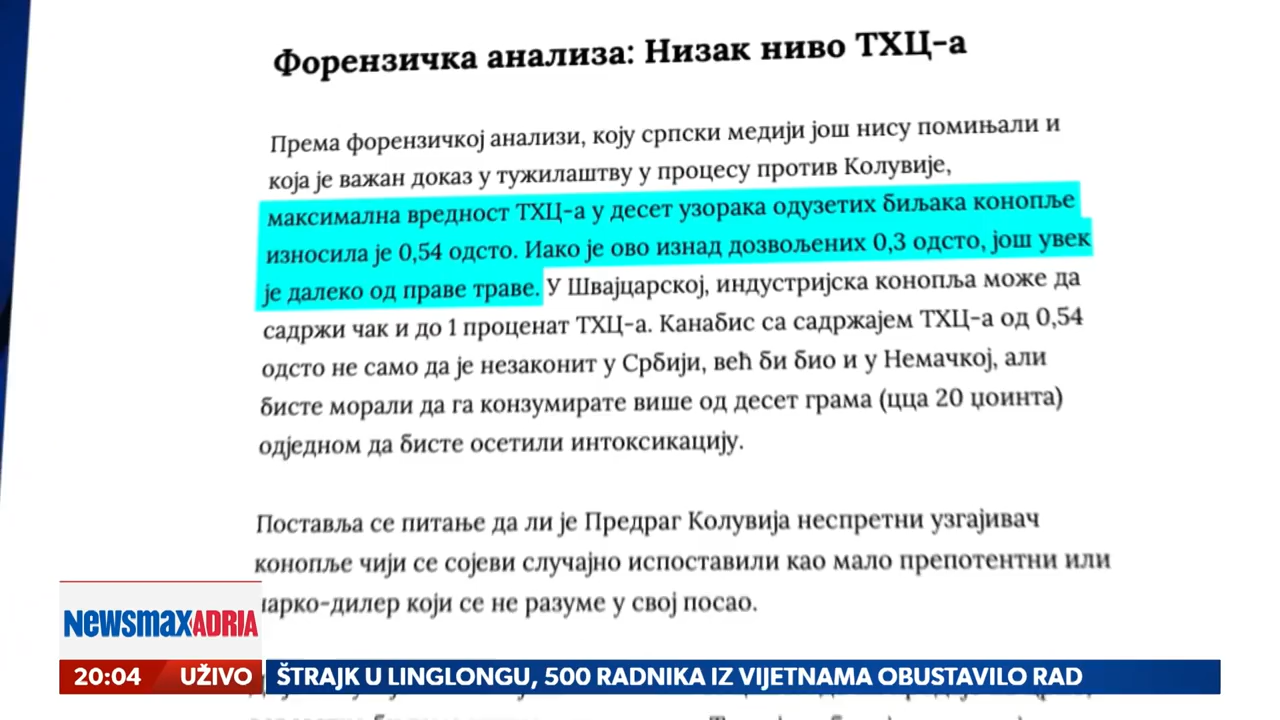 Форензичка анализа: Низак ниво ТХЦ-а
Према форензичкој анализи, коју српски медији још нису помињали и
која је важан доказ у тужилаштву у процесу против Колувије,
максимална вредност ТХЦ-а у десет узорака одузетих биљака конопље
износила је 0,54 одсто. Иако је ово изнад дозвољених 0,3 одсто, још увек
је далеко од праве траве. У Швајцарској, индустријска конопља може да
садржи чак и до 1 проценат ТХЦ-а. Канабис са садржајем ТХЦ-а од 0,54
одсто не само да је незаконит у Србији, већ би био и у Немачкој, али
бисте морали да га конзумирате више од десет грама (цца 20 џоинта)
одједном да бисте осетили интоксикацију.
Поставља се питање да ли је Предраг Колувија неспретни узгајивач
конопље чији се сојеви случајно испоставили као мало препотентни или
нарко-дилер који се не разуме у свој посао.
NEWSMAXADRIA
20:04 UŽIVO ŠTRAJK U LINGLONGU, 500 RADNIKA IZ VIJETNAMA OBUSTAVILO RAD